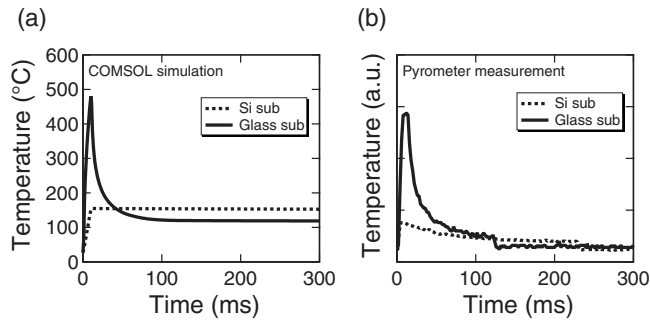 (a)
Temperature (°C)
600
500
400
300
200
100
0
COMSOL simulation
Si sub
Glass sub
0
100
200
300
Time (ms)
(b)
Temperature (a.u.)
Pyrometer measurement
Si sub
Glass sub
0
100
200
300
Time (ms)